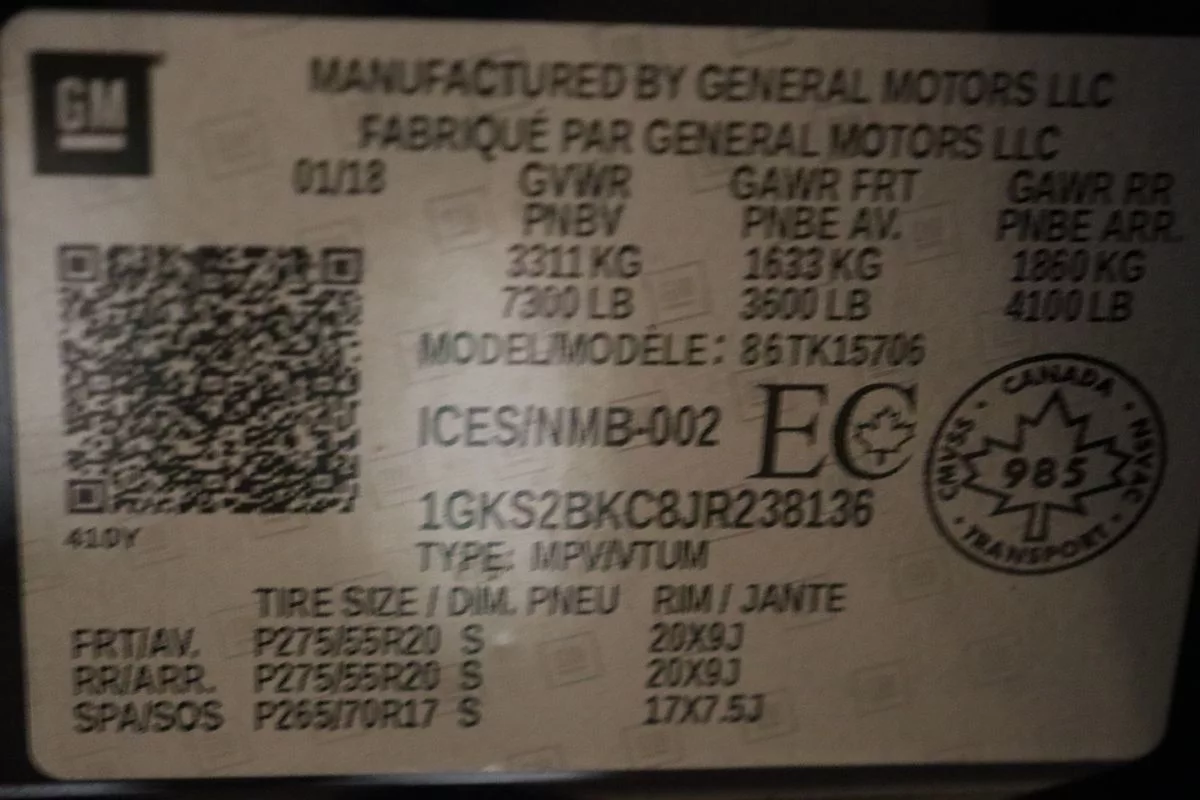 GM
MANUFACTURED BY GENERAL MOTORS LLC
FABRIQUÉ PAR GENERAL MOTORS LLC
01/18 GVWR GAWR FRT GAWR RR
PNBV PNBE AV. PNBE ARR.
3311 KG 1633 KG 1860 KG
7300 LB 3600 LB 4100 LB
MODEL/MODÈLE: 86TK15706
ICES/NMB-002 EC
CANADA
CMVSS · NSVAC
985
TRANSPORT
1GKS2BKC8JR238136
410Y
TYPE: MPV/VTUM
TIRE SIZE / DIM. PNEU RIM / JANTE
FRT/AV. P275/55R20 S 20X9J
RR/ARR. P275/55R20 S 20X9J
SPA/SOS P265/70R17 S 17X7.5J